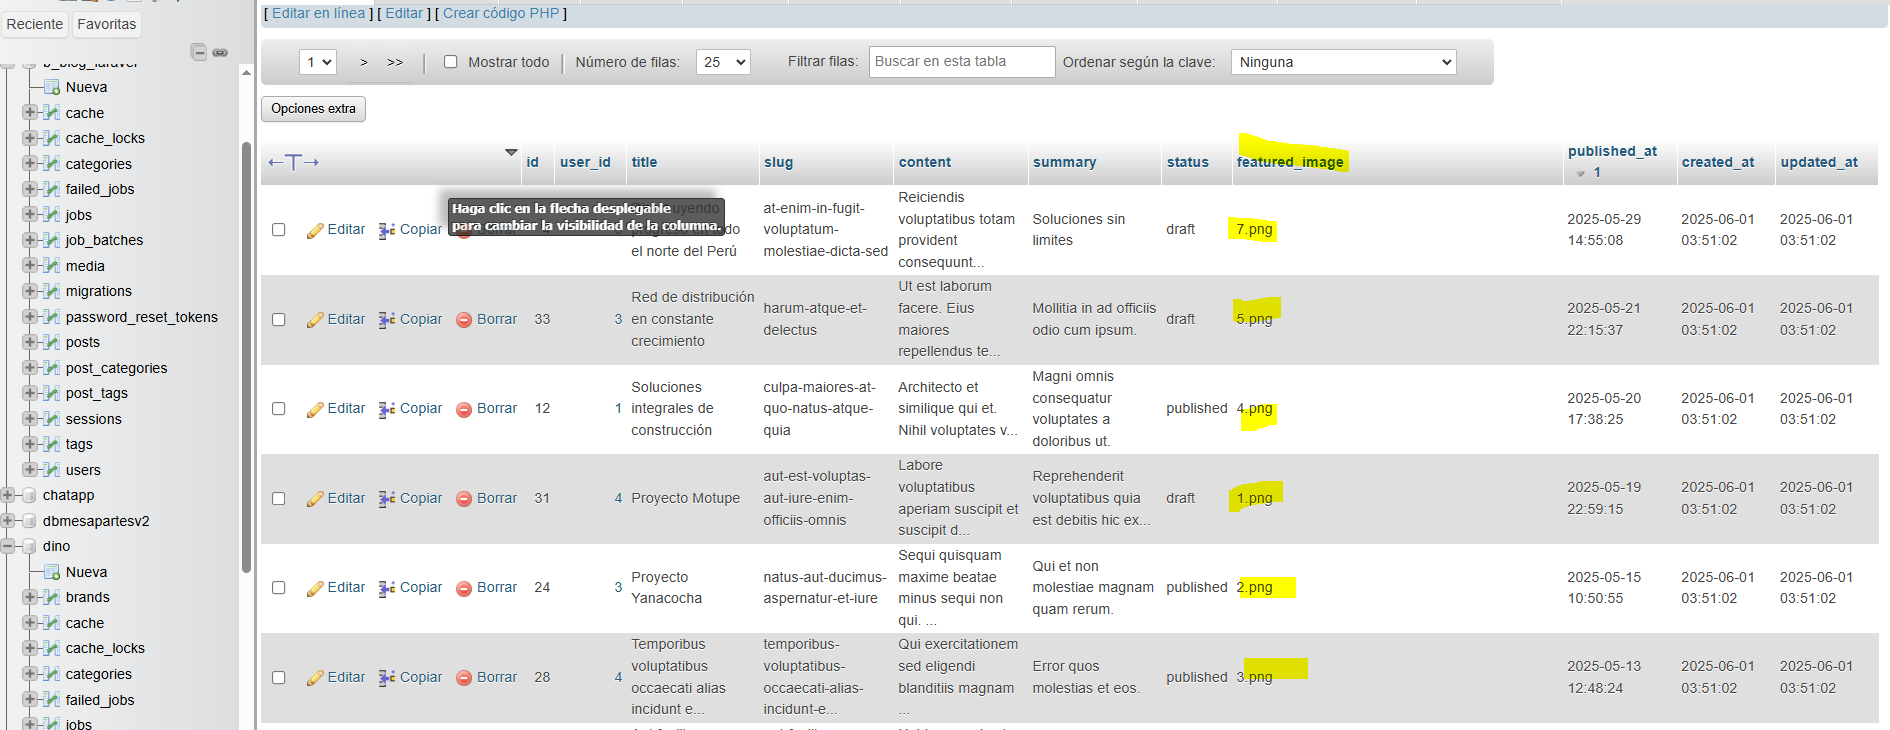 Reciente
Favoritas
Nueva
cache
cache_locks
categories
failed_jobs
jobs
job_batches
media
migrations
password_reset_tokens
posts
post_categories
post_tags
sessions
tags
users
chatapp
dbmesapartesv2
dino
Nueva
brands
cache
cache_locks
categories
failed_jobs
jobs
[ Editar en línea ] [ Editar ] [ Crear código PHP ]
1 > >> | Mostrar todo | Número de filas: 25 Filtrar filas: Buscar en esta tabla Ordenar según la clave: Ninguna
Opciones extra
←T→ id user_id title slug content summary status featured_image published_at 1 created_at updated_at
Haga clic en la flecha desplegable
para cambiar la visibilidad de la columna.
Editar Copiar
el norte del Perú
at-enim-in-fugit-
voluptatum-
molestiae-dicta-sed
Reiciendis
voluptatibus totam
provident
consequunt...
Soluciones sin
limites
draft
7.png
2025-05-29
14:55:08
2025-06-01
03:51:02
2025-06-01
03:51:02
Editar Copiar Borrar 33 3
Red de distribución
en constante
crecimiento
harum-atque-et-
delectus
Ut est laborum
facere. Eius
maiores
repellendus te...
Mollitia in ad officiis
odio cum ipsum.
draft
5.png
2025-05-21
22:15:37
2025-06-01
03:51:02
2025-06-01
03:51:02
Editar Copiar Borrar 12 1
Soluciones
integrales de
construcción
culpa-maiores-at-
quo-natus-atque-
quia
Architecto et
similique qui et.
Nihil voluptates v...
Magni omnis
consequatur
voluptates a
doloribus ut.
published
4.png
2025-05-20
17:38:25
2025-06-01
03:51:02
2025-06-01
03:51:02
Editar Copiar Borrar 31 4
Proyecto Motupe
aut-est-voluptas-
aut-iure-enim-
officiis-omnis
Labore
voluptatibus
aperiam suscipit et
suscipit d...
Reprehenderit
voluptatibus quia
est debitis hic ex...
draft
1.png
2025-05-19
22:59:15
2025-06-01
03:51:02
2025-06-01
03:51:02
Editar Copiar Borrar 24 3
Proyecto
Yanacocha
natus-aut-ducimus-
aspernatur-et-iure
Sequi quisquam
maxime beatae
minus sequi non
qui. ...
Qui et non
molestiae magnam
quam rerum.
published
2.png
2025-05-15
10:50:55
2025-06-01
03:51:02
2025-06-01
03:51:02
Editar Copiar Borrar 28 4
Temporibus
voluptatibus
occaecati alias
incidunt e...
temporibus-
voluptatibus-
occaecati-alias-
incidunt-e...
Qui exercitationem
sed eligendi
blanditiis magnam
...
Error quos
molestias et eos.
published
3.png
2025-05-13
12:48:24
2025-06-01
03:51:02
2025-06-01
03:51:02